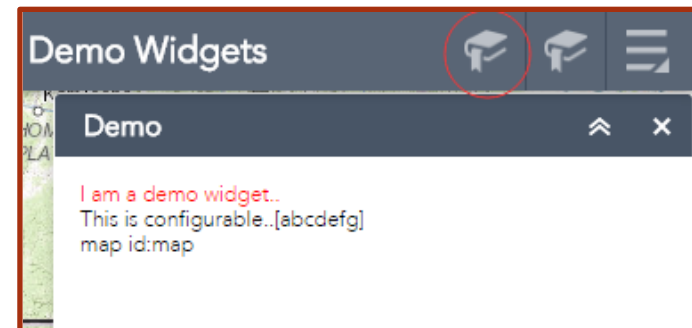 Demo Widgets
Demo
I am a demo widget..
This is configurable..[abcdefg]
map id:map